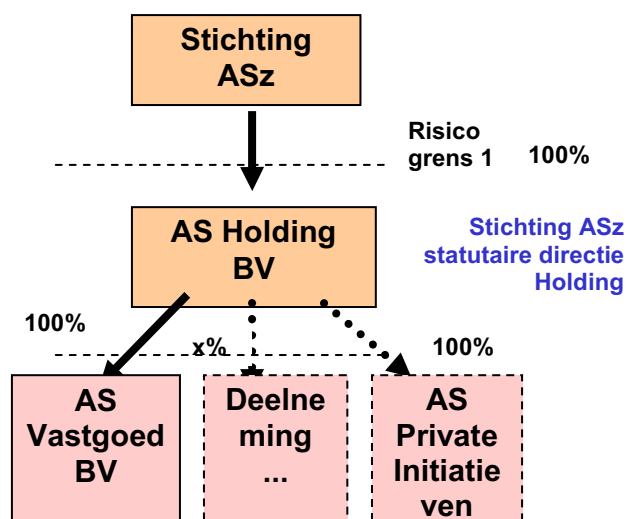 Stichting
ASz
Risico
grens 1
100%
AS Holding
BV
Stichting ASz
statutaire directie
Holding
100%
x%
100%
AS
Vastgoed
BV
Deelne
ming
...
AS
Private
Initiatie
ven